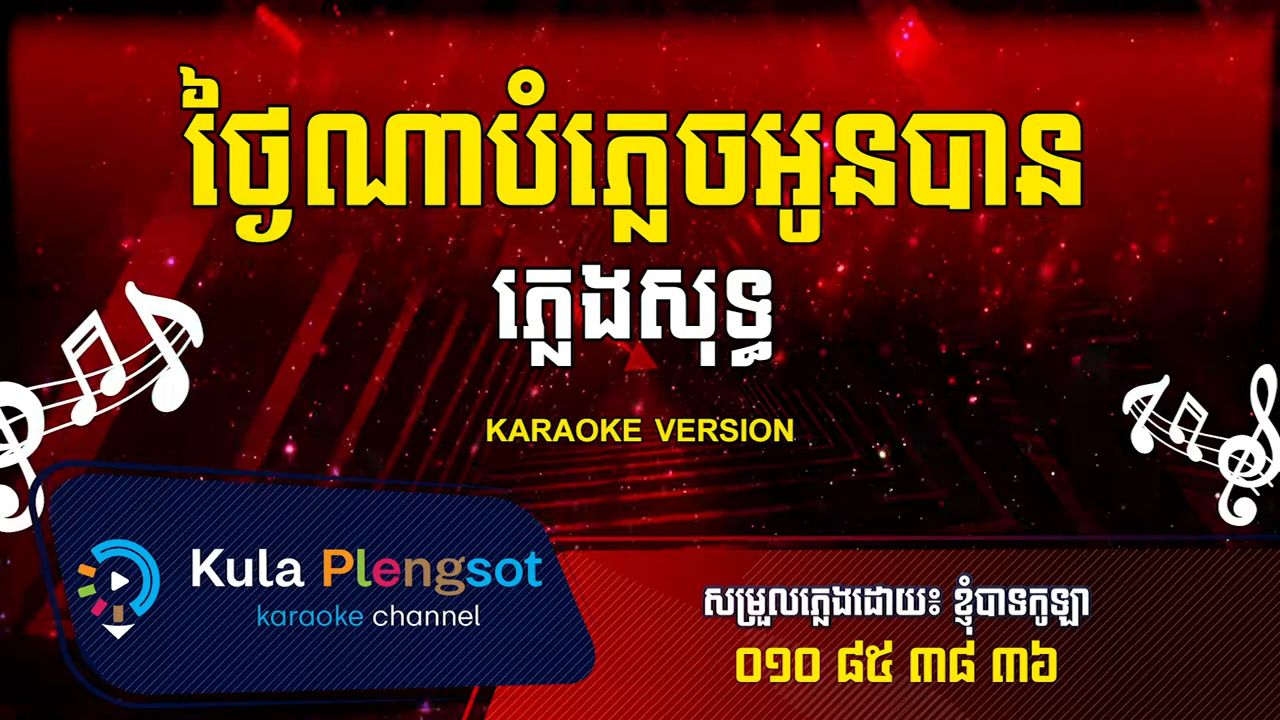 ថ្ងៃណាបំភ្លេចអូនបាន
ភ្លេងសុទ្ធ
KARAOKE VERSION
Kula Plengsot
karaoke channel
សម្រួលភ្លេងដោយ៖ ខ្ញុំបាទកូឡា
០១០ ៨៥ ៣៨ ៣៦